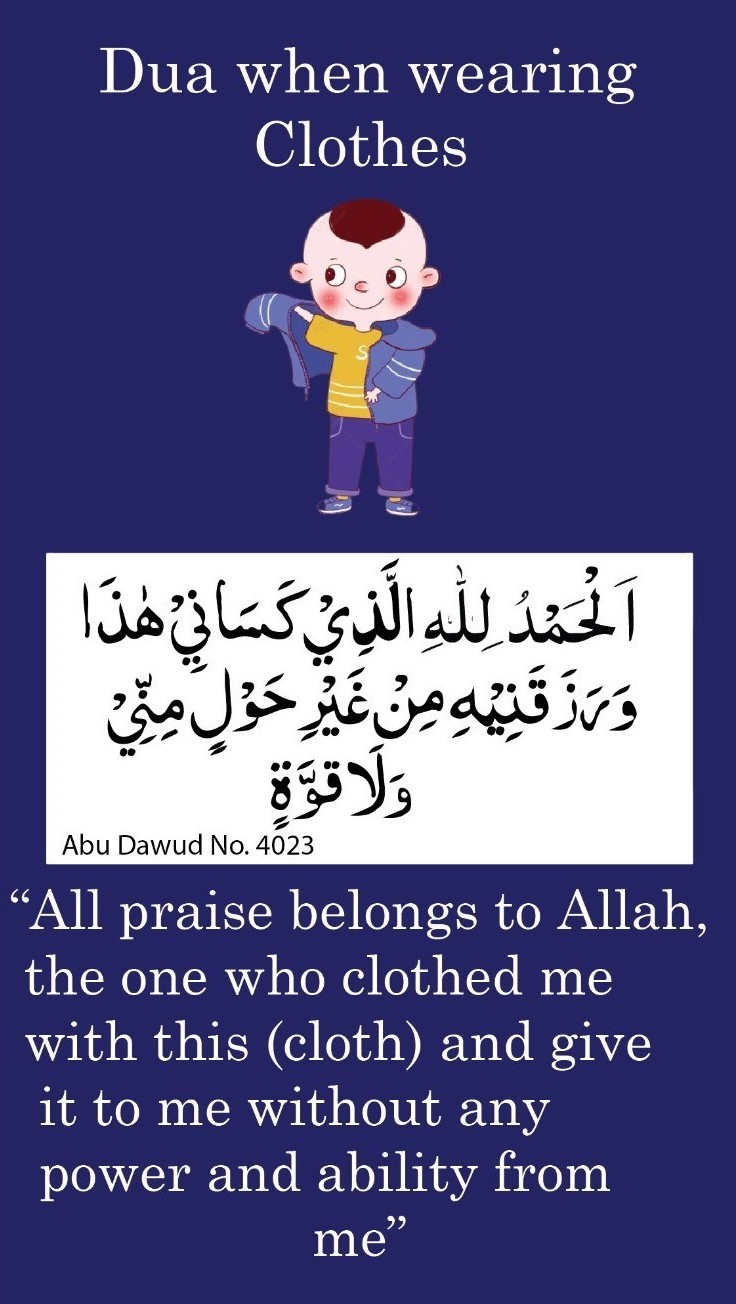 Dua when wearing
Clothes
S
اَلْحَمْدُ لِلّٰهِ الَّذِيْ كَسَانِيْ هٰذَا
وَرَزَقَنِيْهِ مِنْ غَيْرِ حَوْلٍ مِنِّيْ
وَلَا قُوَّةٍ
Abu Dawud No. 4023
“All praise belongs to Allah,
the one who clothed me
with this (cloth) and give
it to me without any
power and ability from
me”